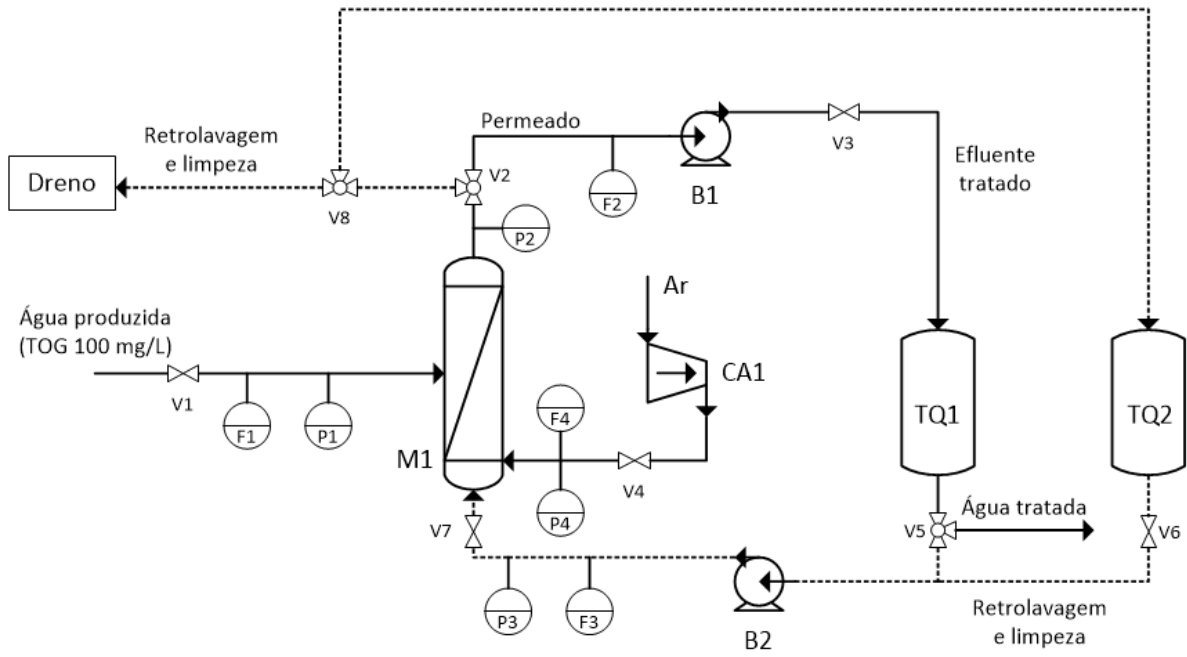 Permeado
V3
Retrolavagem
e limpeza
Dreno
V8
V2
F2
B1
Efluente
tratado
P2
Água produzida
(TOG 100 mg/L)
V1
F1
P1
Ar
CA1
M1
F4
P4
V4
TQ1
TQ2
V7
V5
Água tratada
V6
P3
F3
B2
Retrolavagem
e limpeza